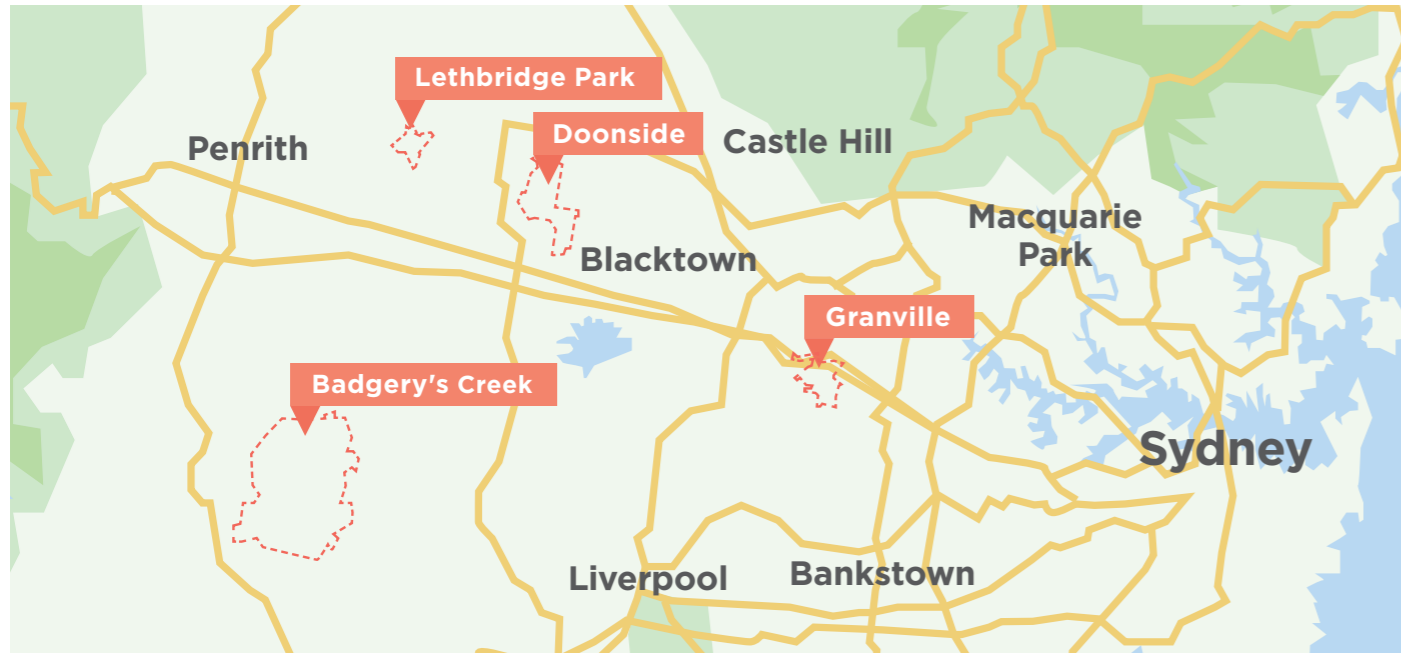 Lethbridge Park
Doonside
Castle Hill
Penrith
Macquarie
Park
Blacktown
Granville
Badgery's Creek
Sydney
Liverpool
Bankstown